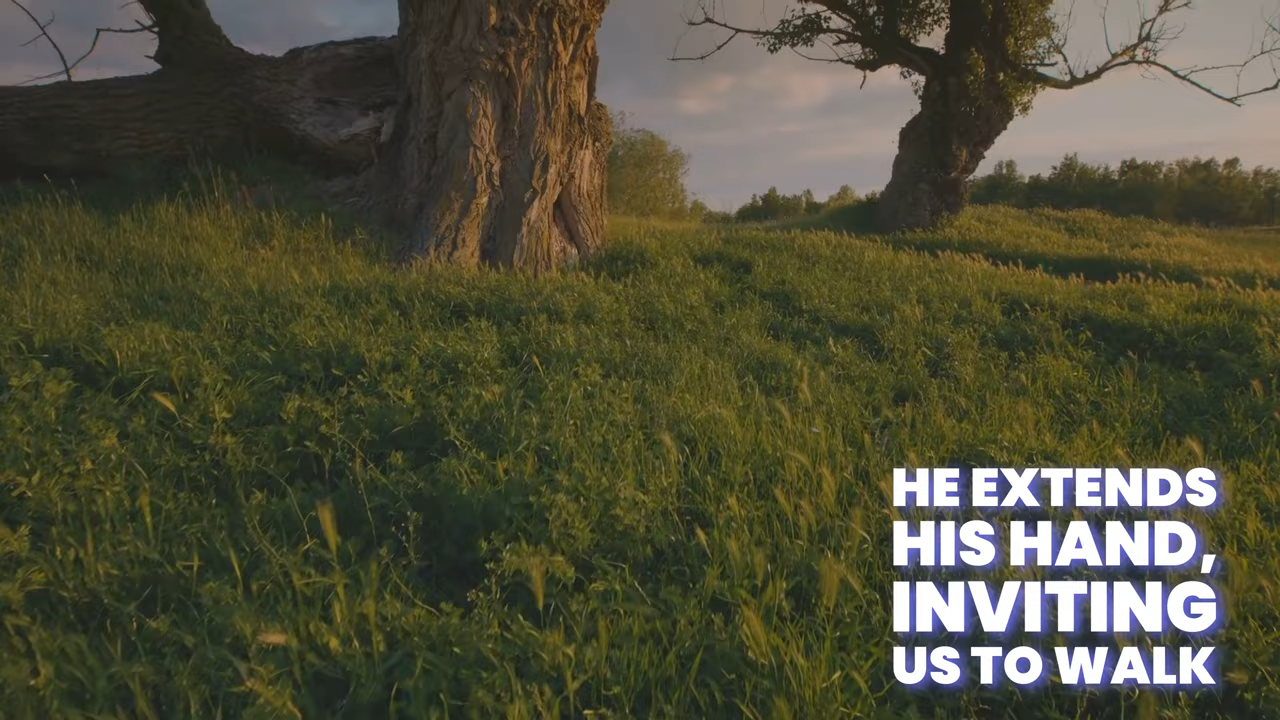 HE EXTENDS
HIS HAND,
INVITING
US TO WALK